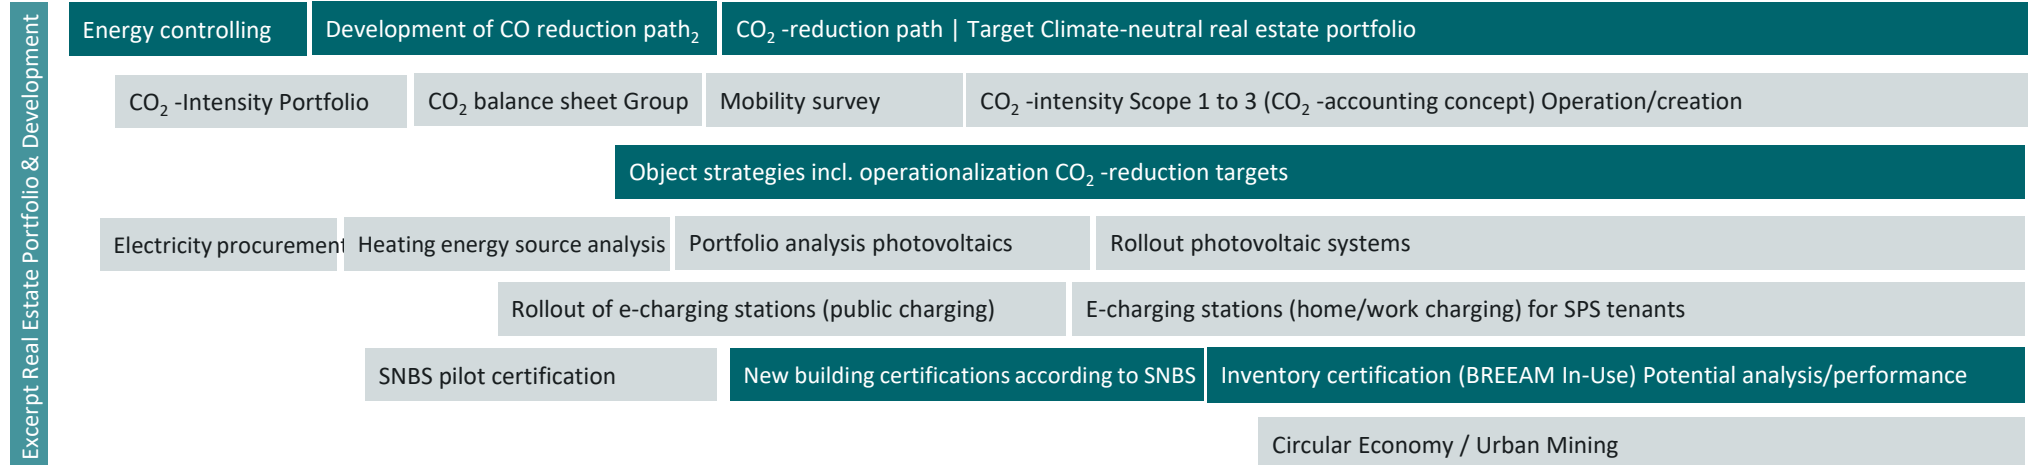 Excerpt Real Estate Portfolio & Development
Energy controlling
Development of CO reduction path₂
CO₂ -reduction path | Target Climate-neutral real estate portfolio
CO₂ -Intensity Portfolio
CO₂ balance sheet Group
Mobility survey
CO₂ -intensity Scope 1 to 3 (CO₂ -accounting concept) Operation/creation
Object strategies incl. operationalization CO₂ -reduction targets
Electricity procurement
Heating energy source analysis
Portfolio analysis photovoltaics
Rollout photovoltaic systems
Rollout of e-charging stations (public charging)
E-charging stations (home/work charging) for SPS tenants
SNBS pilot certification
New building certifications according to SNBS
Inventory certification (BREEAM In-Use) Potential analysis/performance
Circular Economy / Urban Mining